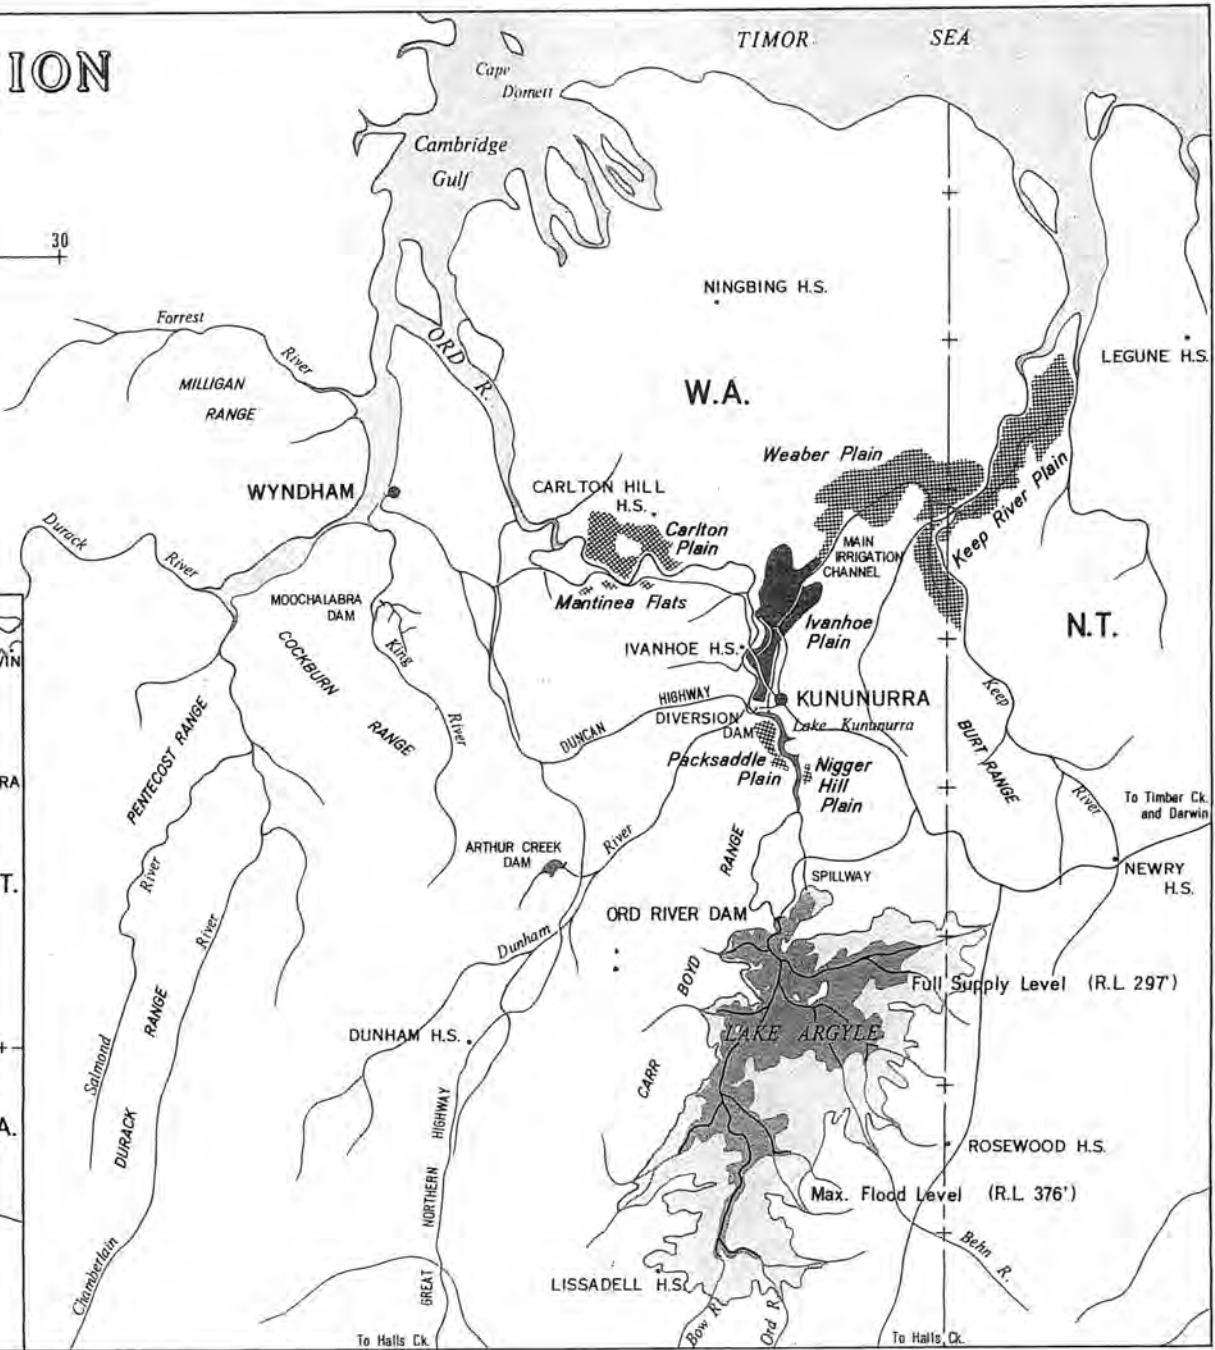 ION
TIMOR SEA
Cape
Domett
Cambridge
Gulf
30
NINGBING H.S.
Forrest
River
ORD R.
LEGUNE H.S.
MILLIGAN
RANGE
W.A.
Weaber Plain
WYNDHAM
CARLTON HILL
H.S.
Carlton
Plain
Keep River Plain
Durack
River
MAIN
IRRIGATION
CHANNEL
MOOCHALABRA
DAM
Mantinea Flats
King
River
COCKBURN
RANGE
Ivanhoe
Plain
N.T.
IVANHOE H.S.
VIN
KUNUNURRA
DUNCAN HIGHWAY
DIVERSION
DAM
Lake Kununurra
Keep
River
BURT RANGE
PENTECOST RANGE
Packsaddle
Plain
Nigger
Hill
Plain
RA
To Timber Ck.
and Darwin
ARTHUR CREEK
DAM
River
RANGE
SPILLWAY
NEWRY
H.S.
T.
River
River
ORD RIVER DAM
Dunham
BOYD
Full Supply Level (R.L. 297')
RANGE
DUNHAM H.S.
LAKE ARGYLE
Salmond
CARR
DURACK
HIGHWAY
A.
ROSEWOOD H.S.
Max. Flood Level (R.L. 376')
NORTHERN
Behn R.
Chamberlain
GREAT
LISSADELL H.S.
Bow R.
Ord R.
To Halls Ck.
To Halls Ck.